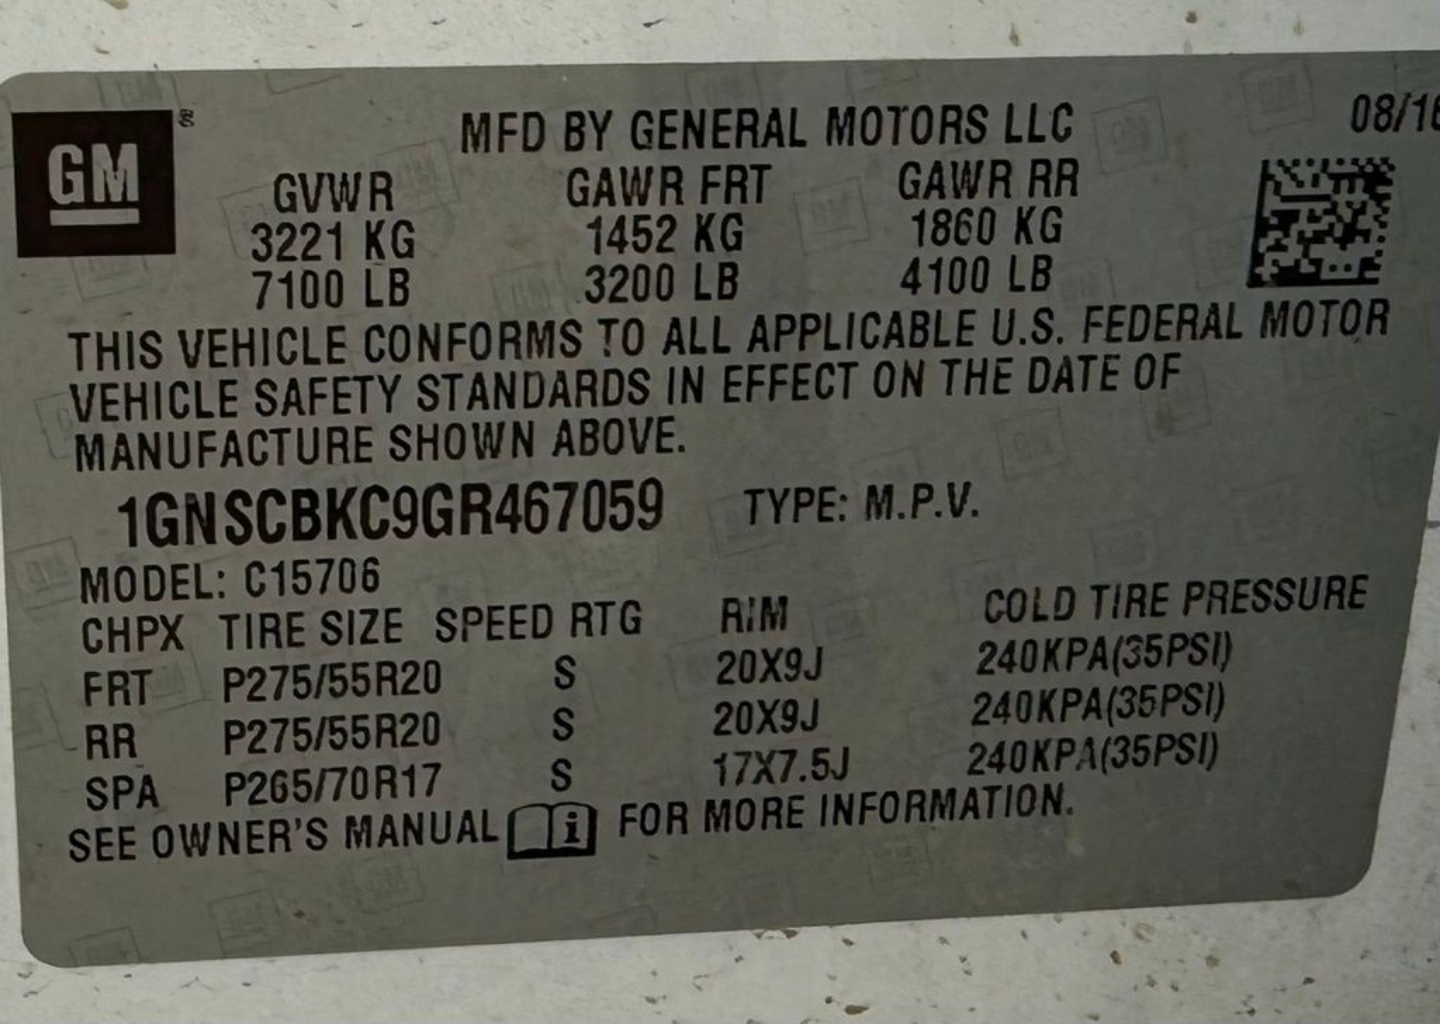 GM ®
MFD BY GENERAL MOTORS LLC 08/16
GVWR GAWR FRT GAWR RR
3221 KG 1452 KG 1860 KG
7100 LB 3200 LB 4100 LB
THIS VEHICLE CONFORMS TO ALL APPLICABLE U.S. FEDERAL MOTOR
VEHICLE SAFETY STANDARDS IN EFFECT ON THE DATE OF
MANUFACTURE SHOWN ABOVE.
1GNSCBKC9GR467059 TYPE: M.P.V.
MODEL: C15706
CHPX TIRE SIZE SPEED RTG RIM COLD TIRE PRESSURE
FRT P275/55R20 S 20X9J 240KPA(35PSI)
RR P275/55R20 S 20X9J 240KPA(35PSI)
SPA P265/70R17 S 17X7.5J 240KPA(35PSI)
SEE OWNER'S MANUAL i FOR MORE INFORMATION.